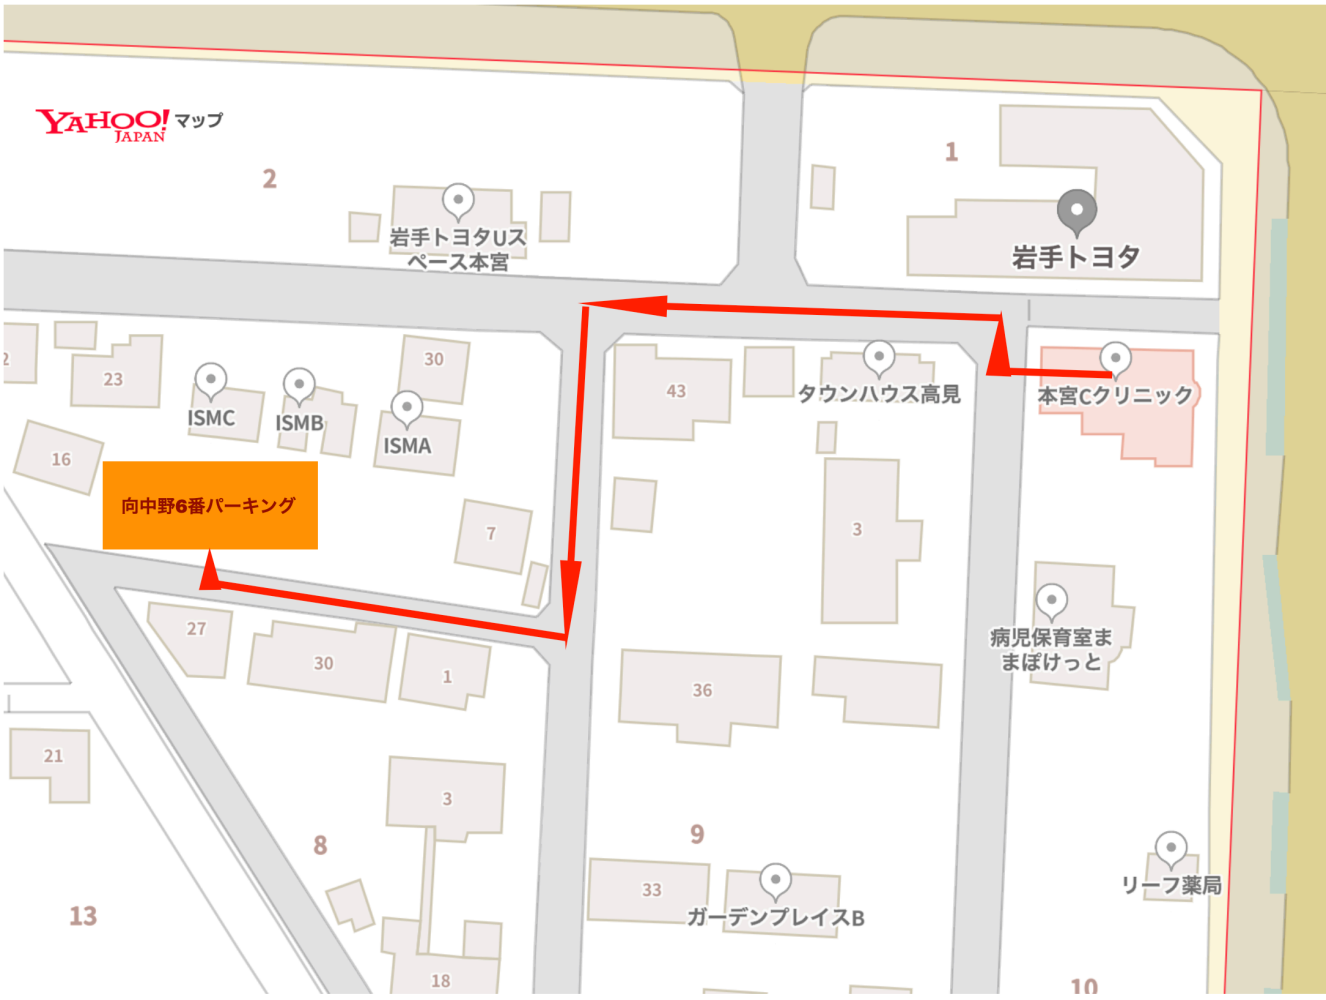 YAHOO! マップ
JAPAN
1
2
岩手トヨタUス
ペース本宮
岩手トヨタ
30
23
43
タウンハウス高見
本宮Cクリニック
ISMC
ISMB
ISMA
16
向中野6番パーキング
7
3
27
30
1
病児保育室ま
まぽけっと
36
21
3
8
9
33
ガーデンプレイスB
リーフ薬局
13
18
10